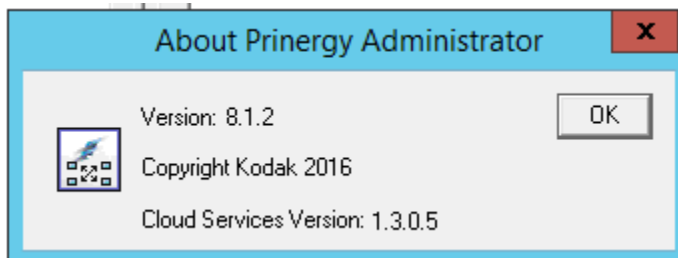 About Prinergy Administrator
x
Version: 8.1.2
OK
Copyright Kodak 2016
Cloud Services Version: 1.3.0.5